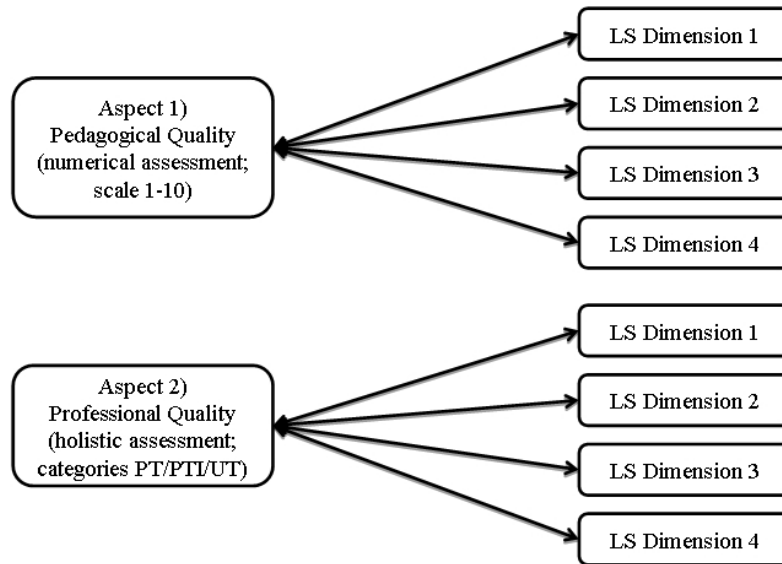 Aspect 1)
Pedagogical Quality
(numerical assessment;
scale 1-10)
LS Dimension 1
LS Dimension 2
LS Dimension 3
LS Dimension 4
Aspect 2)
Professional Quality
(holistic assessment;
categories PT/PTI/UT)
LS Dimension 1
LS Dimension 2
LS Dimension 3
LS Dimension 4